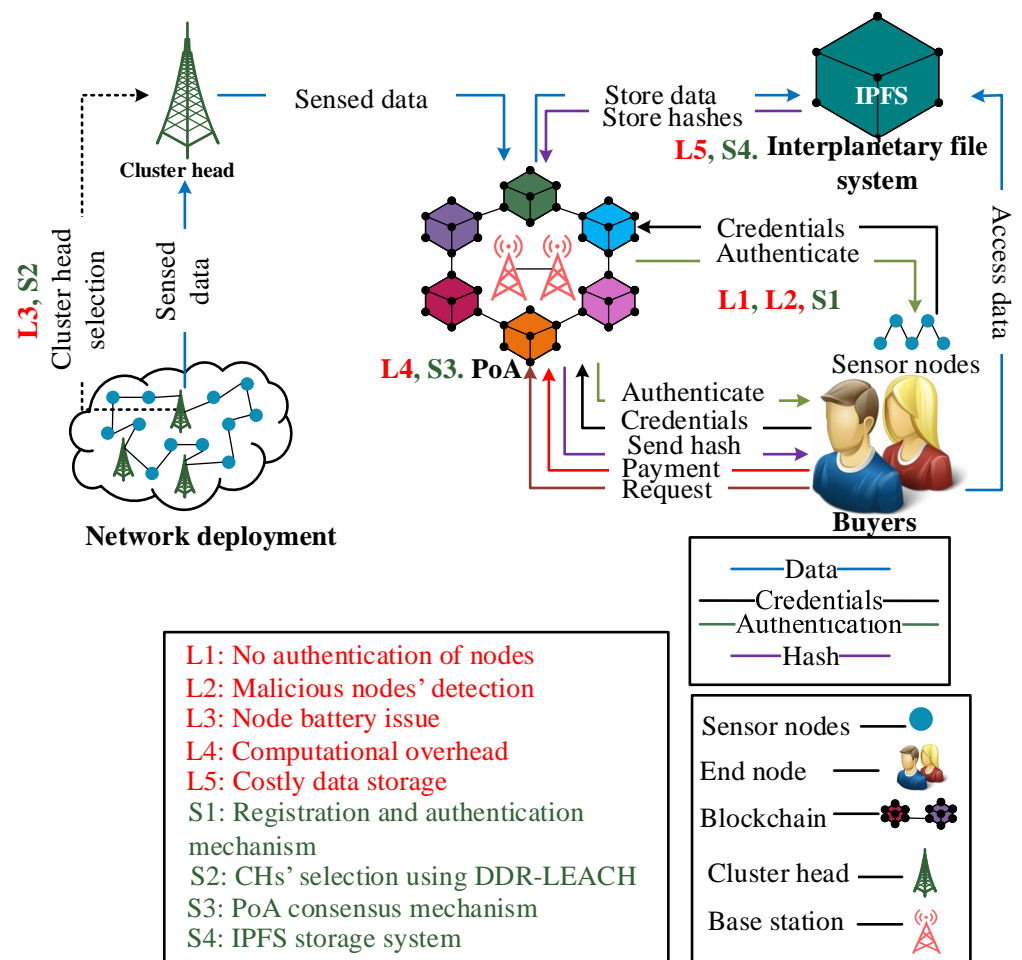 Sensed data
Store data
Store hashes
IPFS
L5, S4. Interplanetary file
system
Cluster head
Credentials
Authenticate
L1, L2, S1
Access data
L3, S2
Cluster head
selection
Sensed
data
Sensor nodes
L4, S3. PoA
Authenticate
Credentials
Send hash
Payment
Request
Buyers
Network deployment
Data
Credentials
Authentication
Hash
L1: No authentication of nodes
L2: Malicious nodes’ detection
L3: Node battery issue
L4: Computational overhead
L5: Costly data storage
S1: Registration and authentication
mechanism
S2: CHs’ selection using DDR-LEACH
S3: PoA consensus mechanism
S4: IPFS storage system
Sensor nodes
End node
Blockchain
Cluster head
Base station